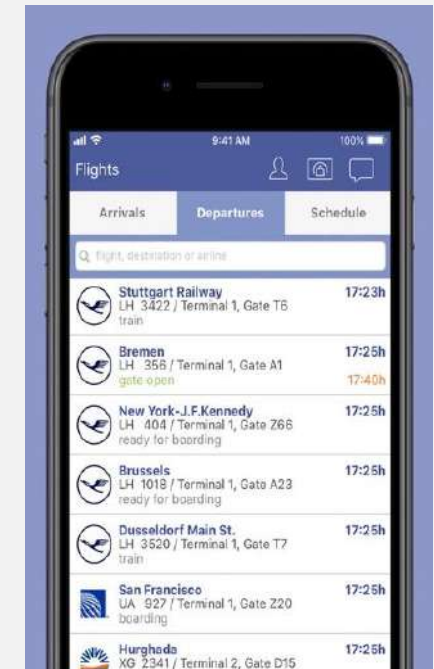 9:41 AM
100%
Flights
Arrivals
Departures
Schedule
flight, destination or airline
Stuttgart Railway
17:23h
LH 3422 / Terminal 1, Gate T6
train
Bremen
17:25h
LH 356 / Terminal 1, Gate A1
gate open
17:40h
New York-J.F.Kennedy
17:25h
LH 404 / Terminal 1, Gate Z66
ready for boarding
Brussels
17:25h
LH 1018 / Terminal 1, Gate A23
ready for boarding
Dusseldorf Main St.
17:25h
LH 3520 / Terminal 1, Gate T7
train
San Francisco
17:25h
UA 927 / Terminal 1, Gate Z20
boarding
Hurghada
17:25h
XG 2341 / Terminal 2, Gate D15